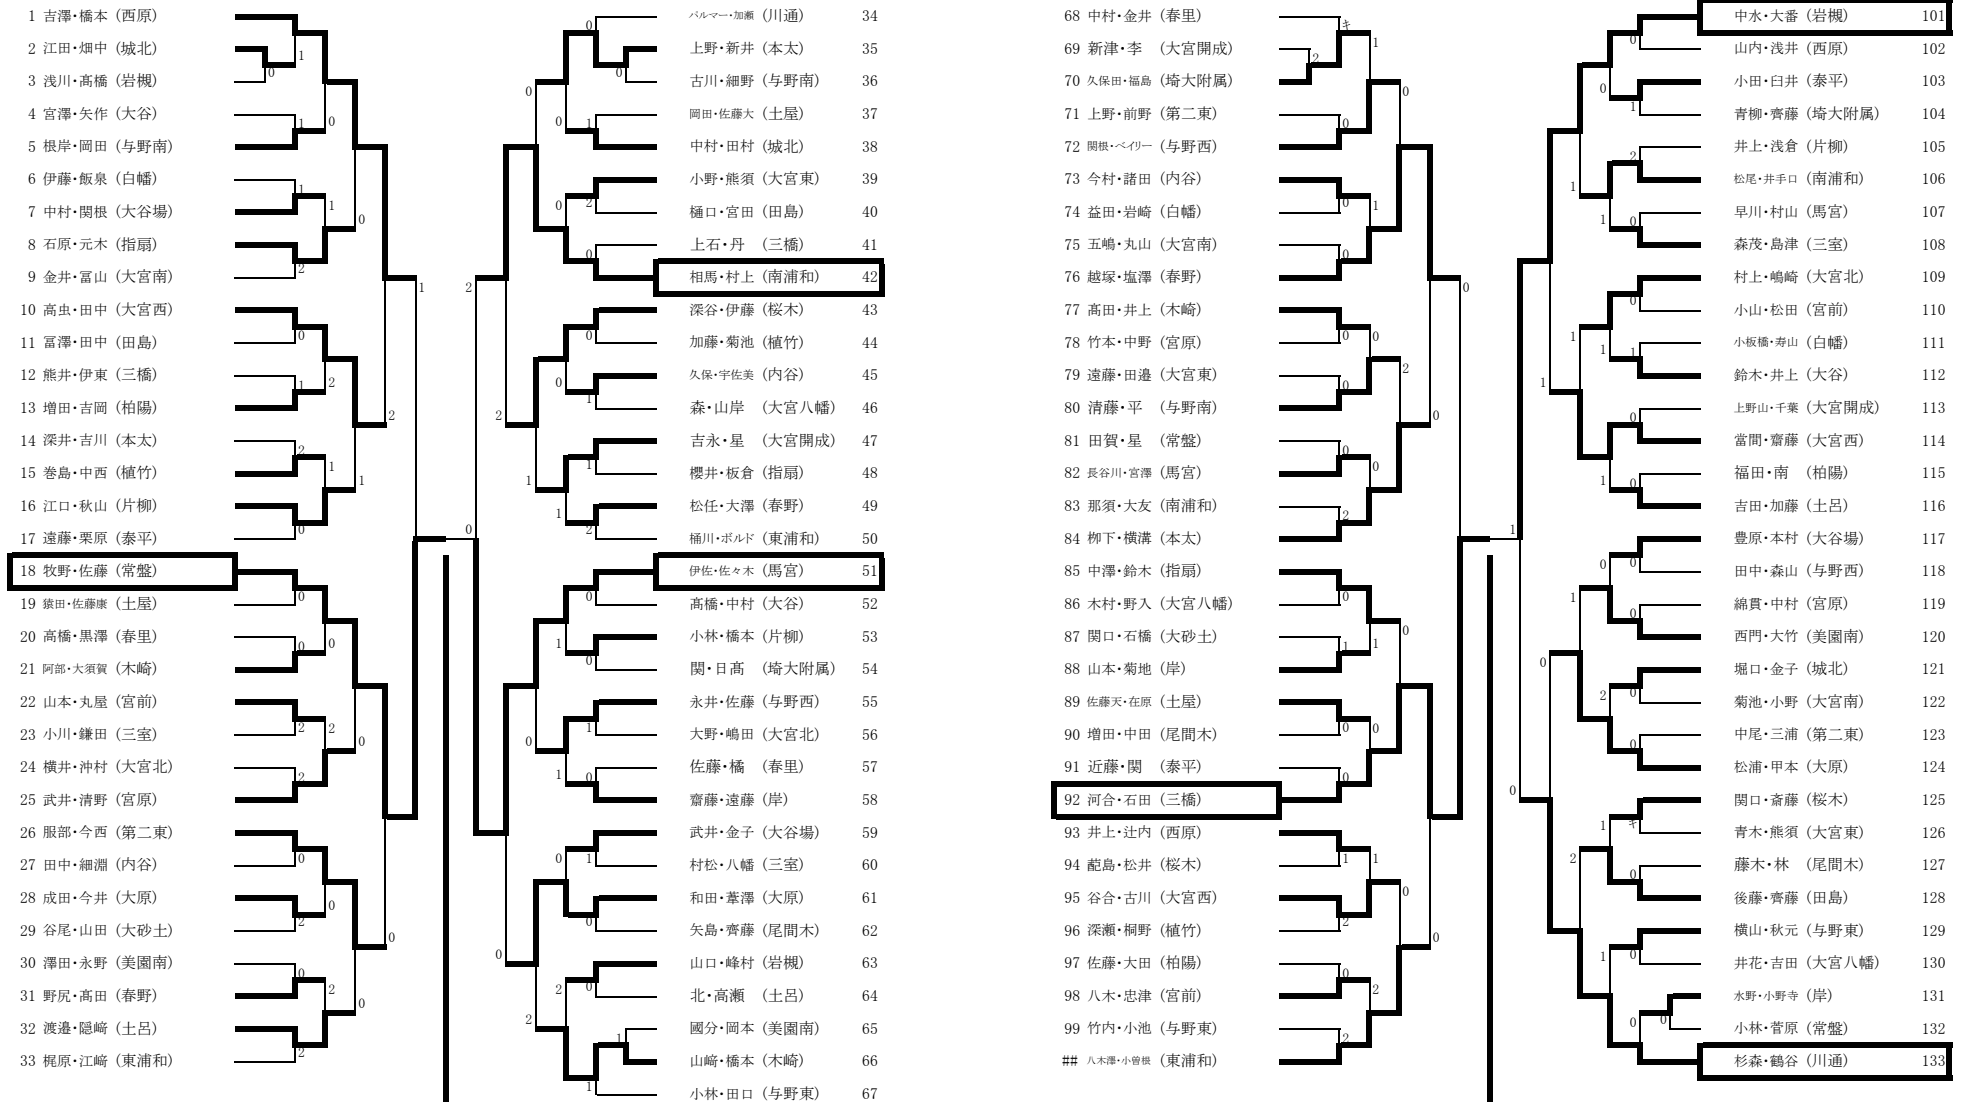 1 吉澤・橋本 (西原)
2 江田・畑中 (城北)
3 浅川・髙橋 (岩槻)
4 宮澤・矢作 (大谷)
5 根岸・岡田 (与野南)
6 伊藤・飯泉 (白幡)
7 中村・関根 (大谷場)
8 石原・元木 (指扇)
9 金井・冨山 (大宮南)
10 高虫・田中 (大宮西)
11 冨澤・田中 (田島)
12 熊井・伊東 (三橋)
13 増田・吉岡 (柏陽)
14 深井・吉川 (本太)
15 巻島・中西 (植竹)
16 江口・秋山 (片柳)
17 遠藤・栗原 (泰平)
18 牧野・佐藤 (常盤)
19 猿田・佐藤康 (土屋)
20 高橋・黒澤 (春里)
21 阿部・大須賀 (木崎)
22 山本・丸屋 (宮前)
23 小川・鎌田 (三室)
24 横井・沖村 (大宮北)
25 武井・清野 (宮原)
26 服部・今西 (第二東)
27 田中・細淵 (内谷)
28 成田・今井 (大原)
29 谷尾・山田 (大砂土)
30 澤田・永野 (美園南)
31 野尻・髙田 (春野)
32 渡邉・隠﨑 (土呂)
33 梶原・江﨑 (東浦和)
パルマー・加瀬 (川通) 34
上野・新井 (本太) 35
古川・細野 (与野南) 36
岡田・佐藤大 (土屋) 37
中村・田村 (城北) 38
小野・熊須 (大宮東) 39
樋口・宮田 (田島) 40
上石・丹 (三橋) 41
相馬・村上 (南浦和) 42
深谷・伊藤 (桜木) 43
加藤・菊池 (植竹) 44
久保・宇佐美 (内谷) 45
森・山岸 (大宮八幡) 46
吉永・星 (大宮開成) 47
櫻井・板倉 (指扇) 48
松任・大澤 (春野) 49
桶川・ボルド (東浦和) 50
伊佐・佐々木 (馬宮) 51
髙橋・中村 (大谷) 52
小林・橋本 (片柳) 53
関・日髙 (埼大附属) 54
永井・佐藤 (与野西) 55
大野・嶋田 (大宮北) 56
佐藤・橘 (春里) 57
齋藤・遠藤 (岸) 58
武井・金子 (大谷場) 59
村松・八幡 (三室) 60
和田・葦澤 (大原) 61
矢島・齊藤 (尾間木) 62
山口・峰村 (岩槻) 63
北・高瀬 (土呂) 64
國分・岡本 (美園南) 65
山﨑・橋本 (木崎) 66
小林・田口 (与野東) 67
68 中村・金井 (春里)
69 新津・李 (大宮開成)
70 久保田・福島 (埼大附属)
71 上野・前野 (第二東)
72 関根・ベイリー (与野西)
73 今村・諸田 (内谷)
74 益田・岩崎 (白幡)
75 五嶋・丸山 (大宮南)
76 越塚・塩澤 (春野)
77 髙田・井上 (木崎)
78 竹本・中野 (宮原)
79 遠藤・田邉 (大宮東)
80 清藤・平 (与野南)
81 田賀・星 (常盤)
82 長谷川・宮澤 (馬宮)
83 那須・大友 (南浦和)
84 栁下・横溝 (本太)
85 中澤・鈴木 (指扇)
86 木村・野入 (大宮八幡)
87 関口・石橋 (大砂土)
88 山本・菊地 (岸)
89 佐藤天・在原 (土屋)
90 増田・中田 (尾間木)
91 近藤・関 (泰平)
92 河合・石田 (三橋)
93 井上・辻内 (西原)
94 蓜島・松井 (桜木)
95 谷合・古川 (大宮西)
96 深瀬・桐野 (植竹)
97 佐藤・大田 (柏陽)
98 八木・忠津 (宮前)
99 竹内・小池 (与野東)
## 八木澤・小曽根 (東浦和)
中水・大番 (岩槻) 101
山内・浅井 (西原) 102
小田・臼井 (泰平) 103
青柳・齊藤 (埼大附属) 104
井上・浅倉 (片柳) 105
松尾・井手口 (南浦和) 106
早川・村山 (馬宮) 107
森茂・島津 (三室) 108
村上・嶋崎 (大宮北) 109
小山・松田 (宮前) 110
小板橋・寿山 (白幡) 111
鈴木・井上 (大谷) 112
上野山・千葉 (大宮開成) 113
當間・齋藤 (大宮西) 114
福田・南 (柏陽) 115
吉田・加藤 (土呂) 116
豊原・本村 (大谷場) 117
田中・森山 (与野西) 118
綿貫・中村 (宮原) 119
西門・大竹 (美園南) 120
堀口・金子 (城北) 121
菊池・小野 (大宮南) 122
中尾・三浦 (第二東) 123
松浦・甲本 (大原) 124
関口・斎藤 (桜木) 125
青木・熊須 (大宮東) 126
藤木・林 (尾間木) 127
後藤・齊藤 (田島) 128
横山・秋元 (与野東) 129
井花・吉田 (大宮八幡) 130
水野・小野寺 (岸) 131
小林・菅原 (常盤) 132
杉森・鶴谷 (川通) 133